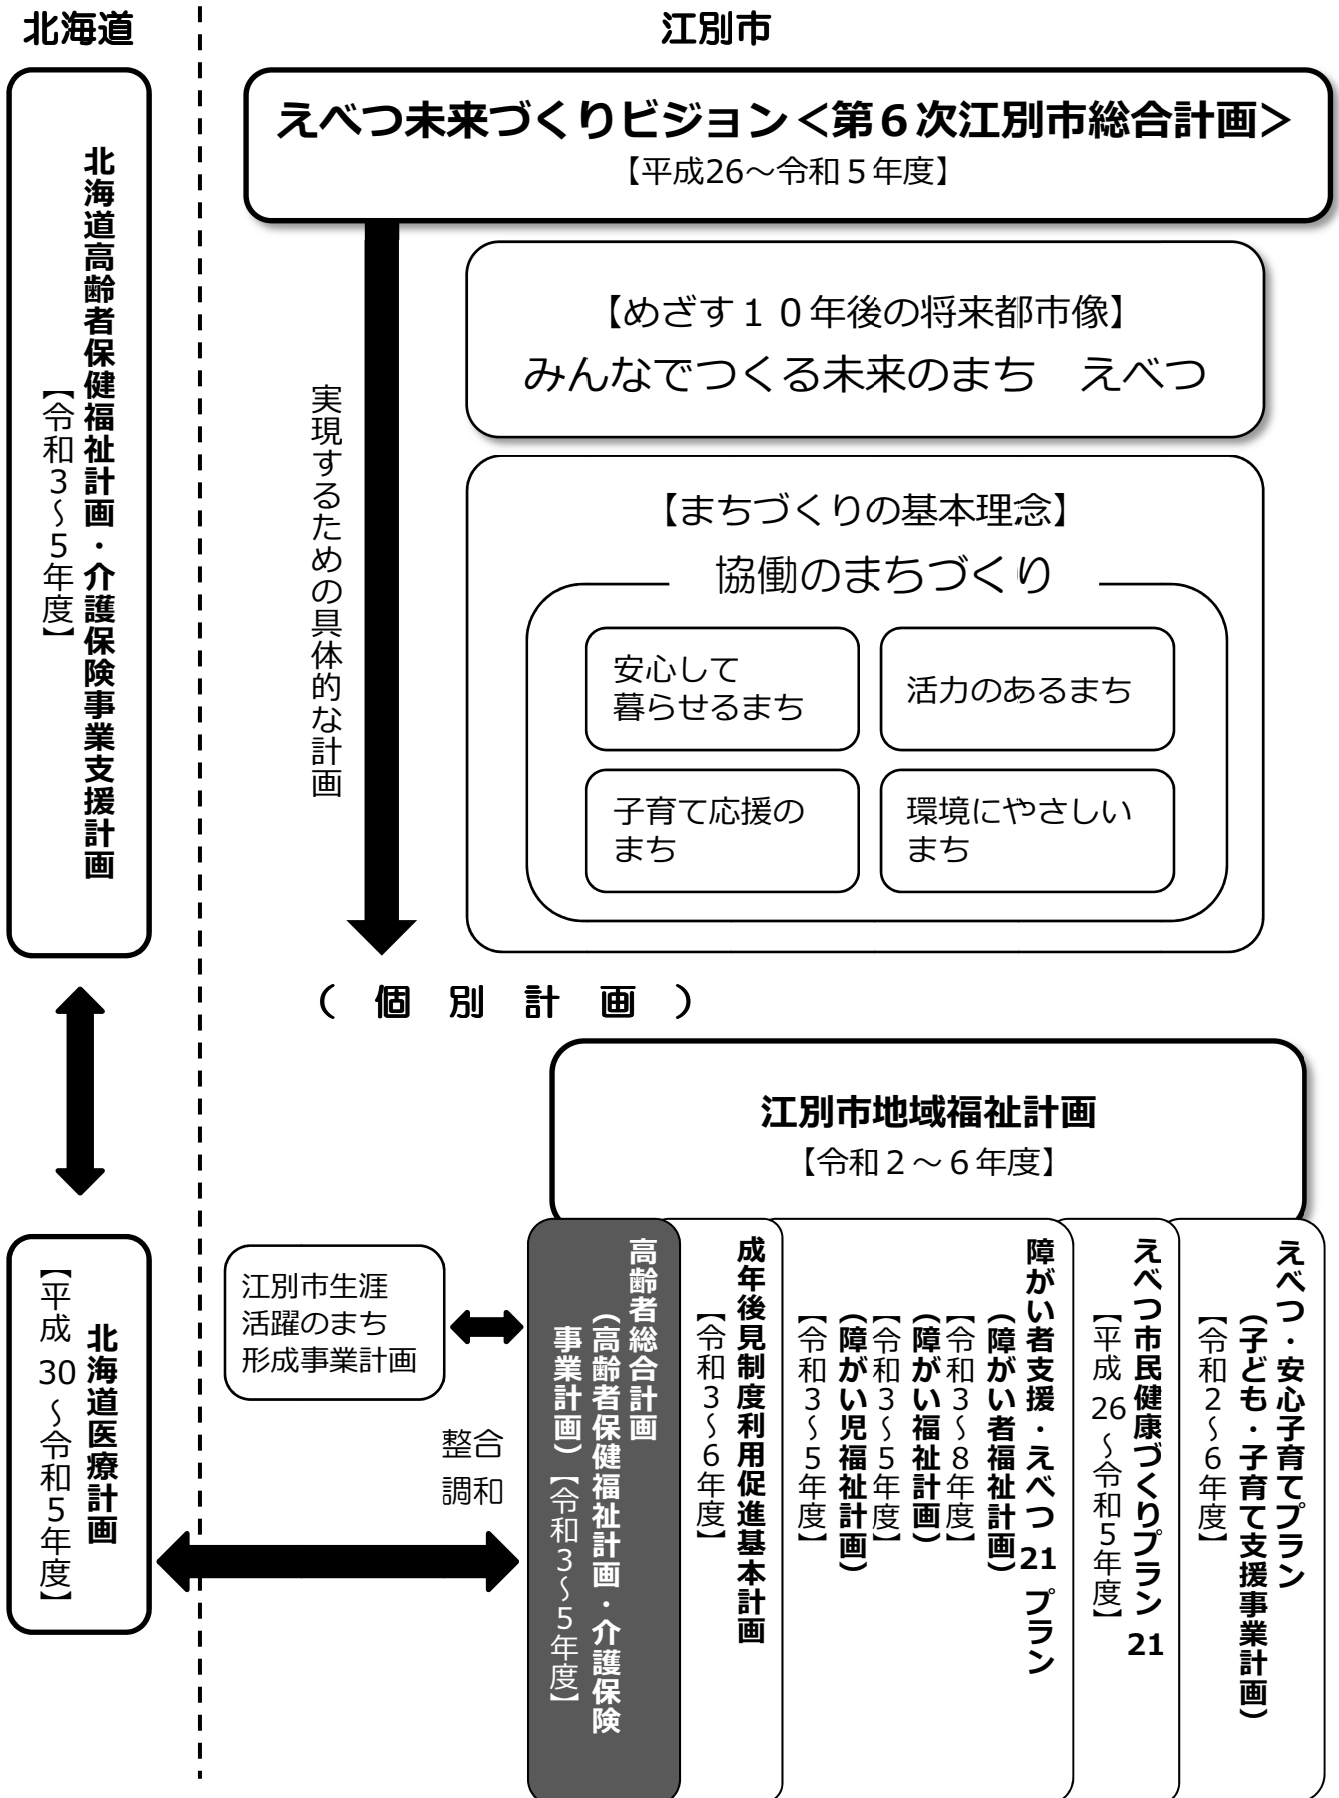 北海道
江別市
北海道高齢者保健福祉計画・介護保険事業支援計画
【令和3～5年度】
えべつ未来づくりビジョン＜第６次江別市総合計画＞
【平成26～令和５年度】
【めざす１０年後の将来都市像】
みんなでつくる未来のまち　えべつ
実現するための具体的な計画
【まちづくりの基本理念】
協働のまちづくり
安心して
暮らせるまち
活力のあるまち
子育て応援の
まち
環境にやさしい
まち
（個別計画）
江別市地域福祉計画
【令和２～６年度】
北海道医療計画
【平成30～令和5年度】
江別市生涯
活躍のまち
形成事業計画
整合
調和
高齢者総合計画
（高齢者保健福祉計画・介護保険
事業計画）【令和3～5年度】
成年後見制度利用促進基本計画
【令和3～6年度】
障がい者支援・えべつ21プラン
（障がい者福祉計画）
【令和3～8年度】
（障がい福祉計画）
【令和3～5年度】
（障がい児福祉計画）
【令和3～5年度】
えべつ市民健康づくりプラン21
【平成26～令和5年度】
えべつ・安心子育てプラン
（子ども・子育て支援事業計画）
【令和2～6年度】